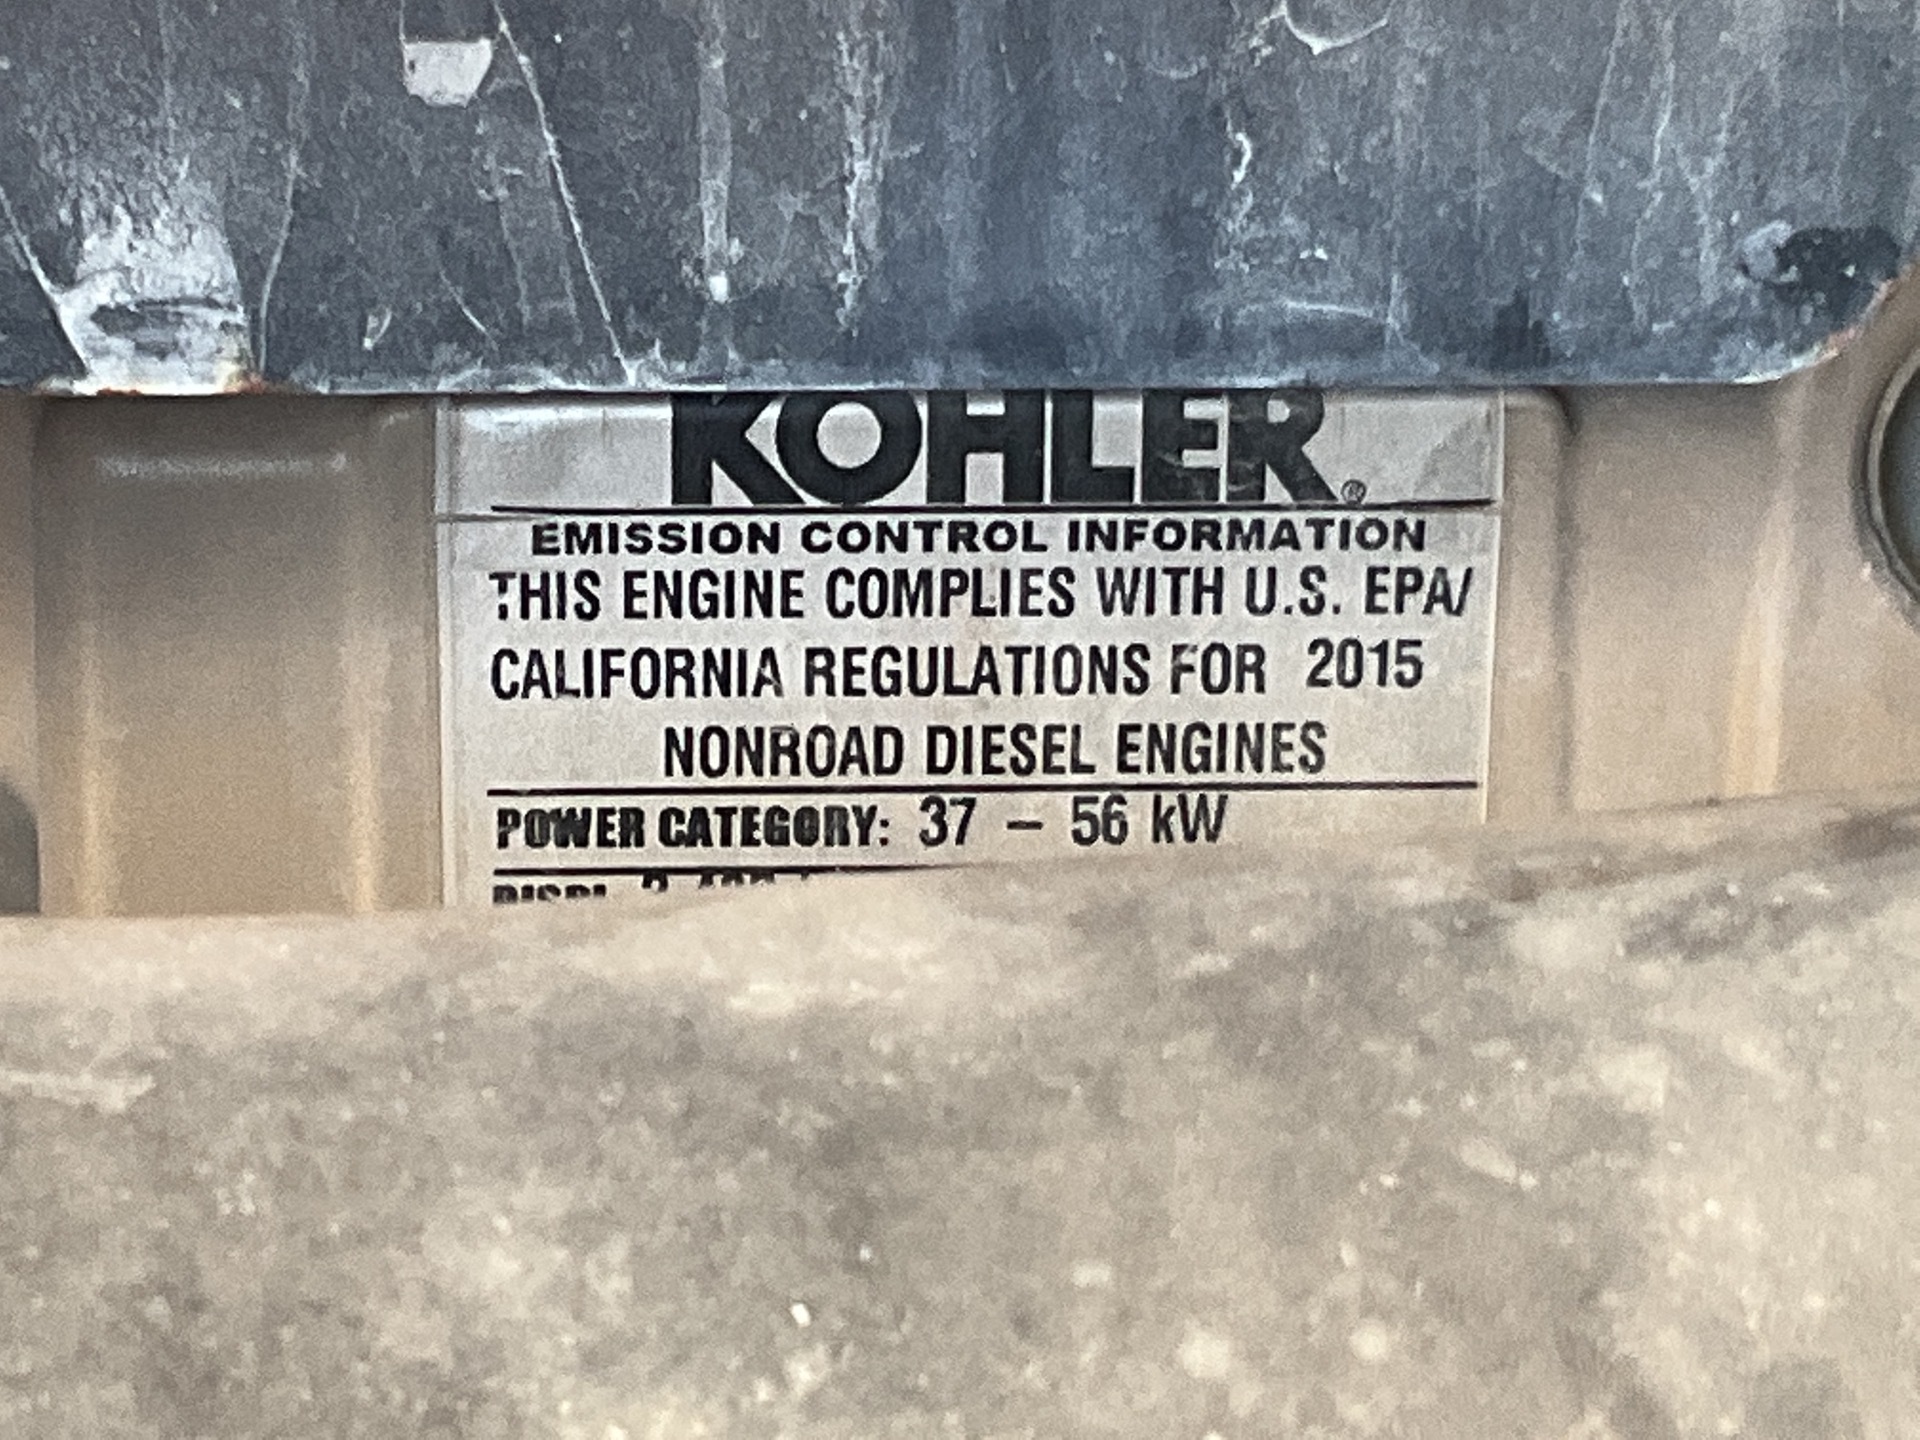 KOHLER®
EMISSION CONTROL INFORMATION
THIS ENGINE COMPLIES WITH U.S. EPA/
CALIFORNIA REGULATIONS FOR 2015
NONROAD DIESEL ENGINES
POWER CATEGORY: 37 – 56 kW